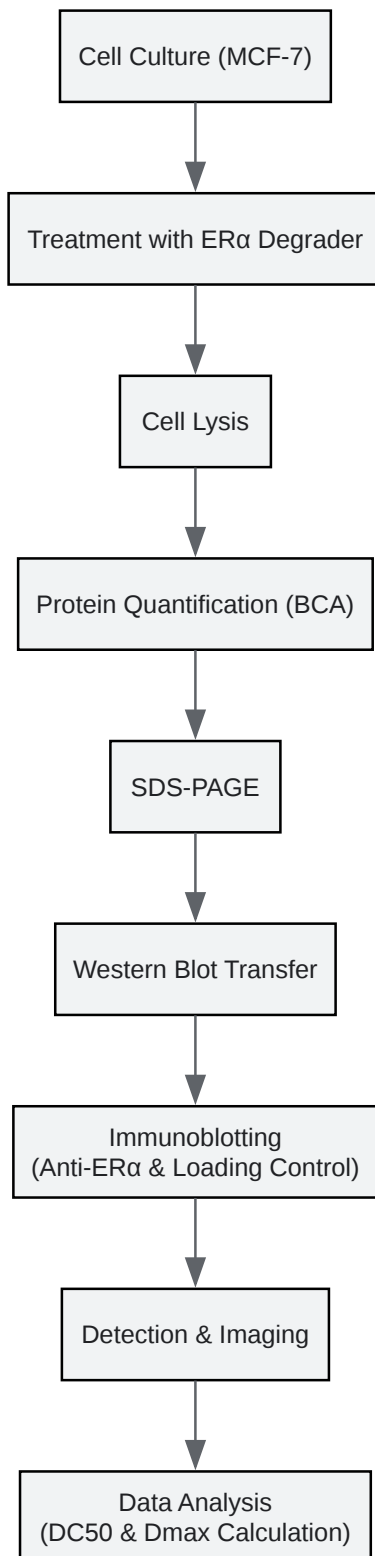 Cell Culture (MCF-7)
Treatment with ERα Degrader
Cell Lysis
Protein Quantification (BCA)
SDS-PAGE
Western Blot Transfer
Immunoblotting
(Anti-ERα & Loading Control)
Detection & Imaging
Data Analysis
(DC50 & Dmax Calculation)